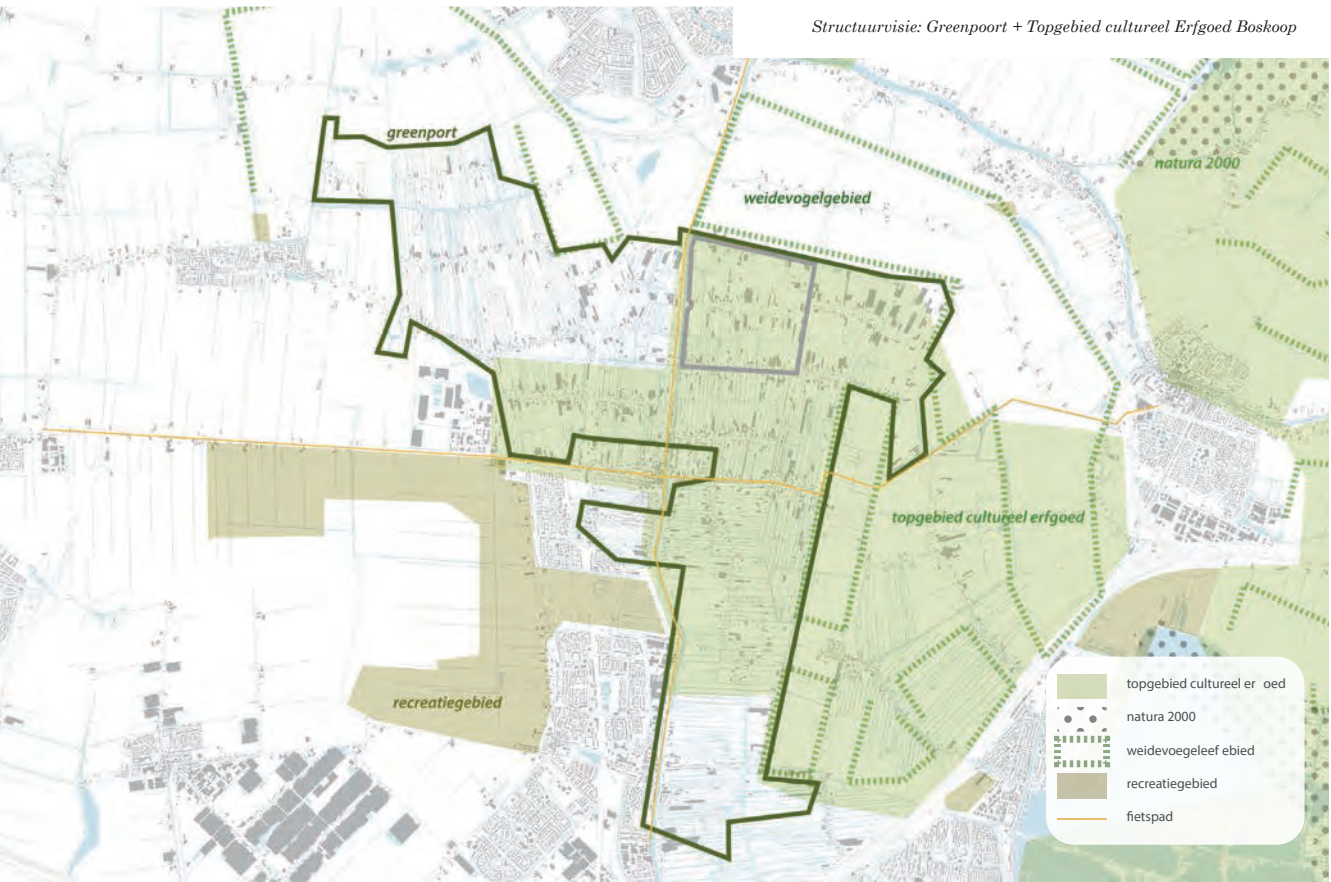 Structuurvisie: Greenpoort + Topgebied cultureel Erfgoed Boskoop
greenport
natura 2000
weidevogelgebied
topgebied cultureel erfgoed
recreatiegebied
topgebied cultureel er oed
natura 2000
weidevoegeleef ebied
recreatiegebied
fietspad